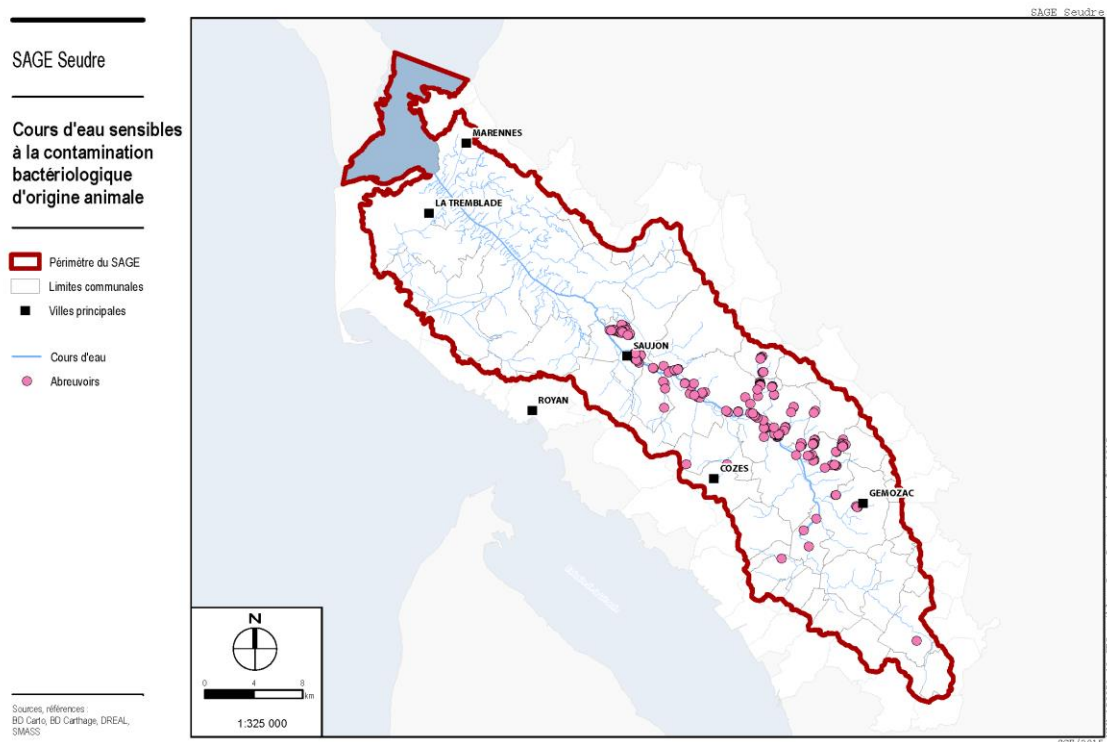 SAGE Seudre
SAGE Seudre
Cours d'eau sensibles
à la contamination
bactériologique
d'origine animale
Périmètre du SAGE
Limites communales
Villes principales
Cours d'eau
Abreuvoirs
MARENNES
LA TREMBLADE
SAUJON
ROYAN
COZES
GEMOZAC
N
0 4 8
km
1:325 000
Sources, références :
BD Carto, BD Carthage, DREAL,
SMASS